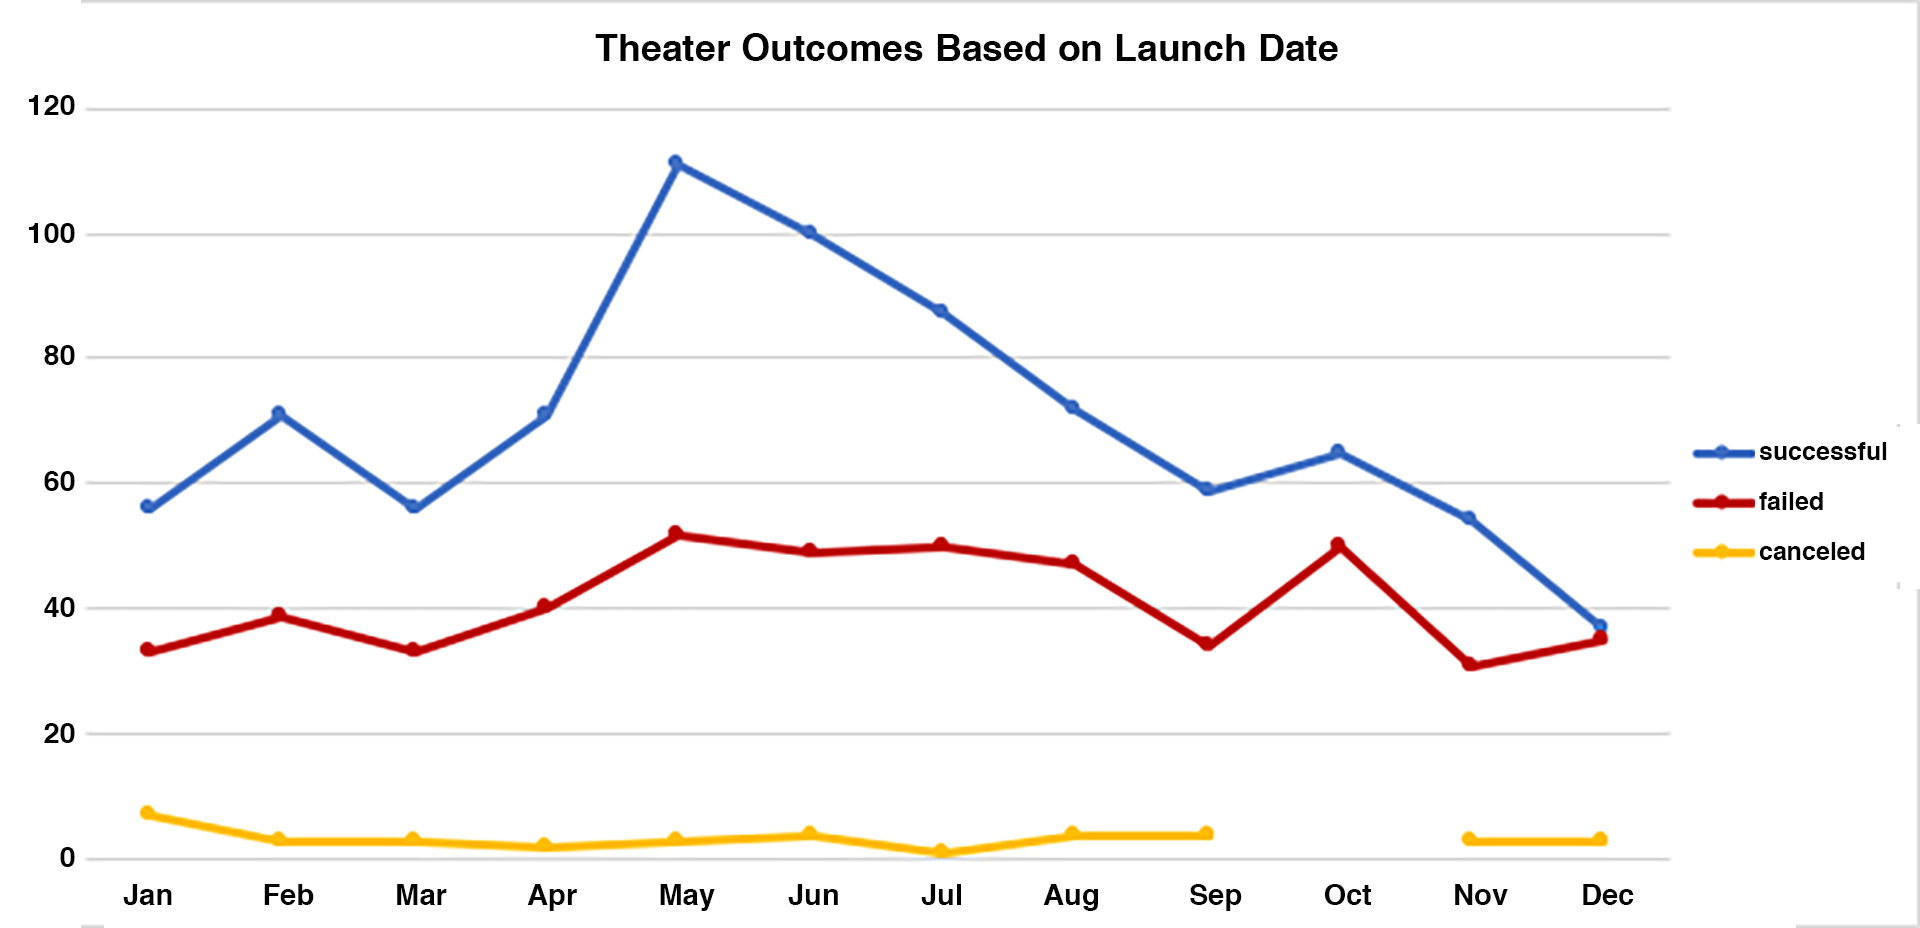 Theater Outcomes Based on Launch Date
120
100
80
60
40
20
0
Jan Feb Mar Apr May Jun Jul Aug Sep Oct Nov Dec
successful
failed
canceled